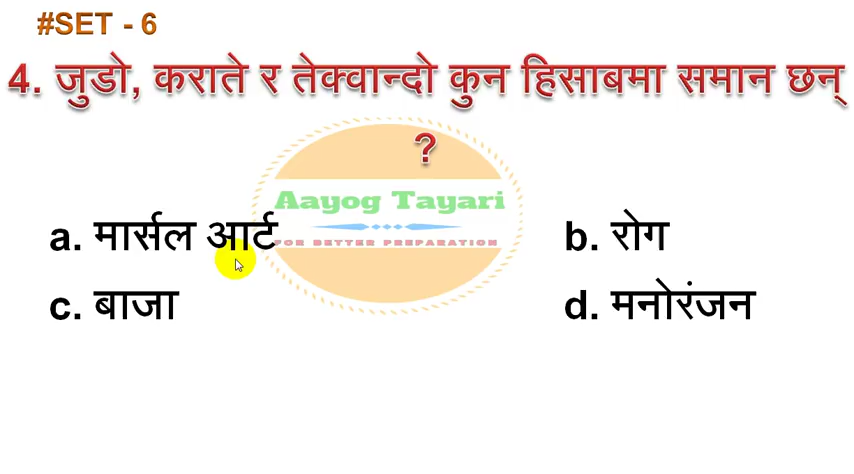 #SET - 6
4. जुडो, कराते र तेक्वान्दो कुन हिसाबमा समान छन्
?
Aayog Tayari
FOR BETTER PREPARATION
a. मार्सल आर्ट
b. रोग
c. बाजा
d. मनोरंजन